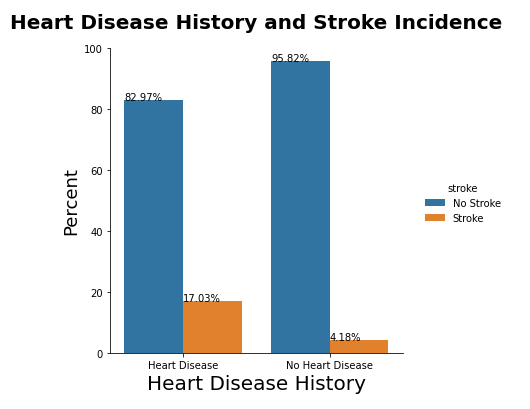 Heart Disease History and Stroke Incidence
100
80
60
40
20
0
Percent
82.97%
17.03%
95.82%
4.18%
Heart Disease
No Heart Disease
Heart Disease History
stroke
No Stroke
Stroke